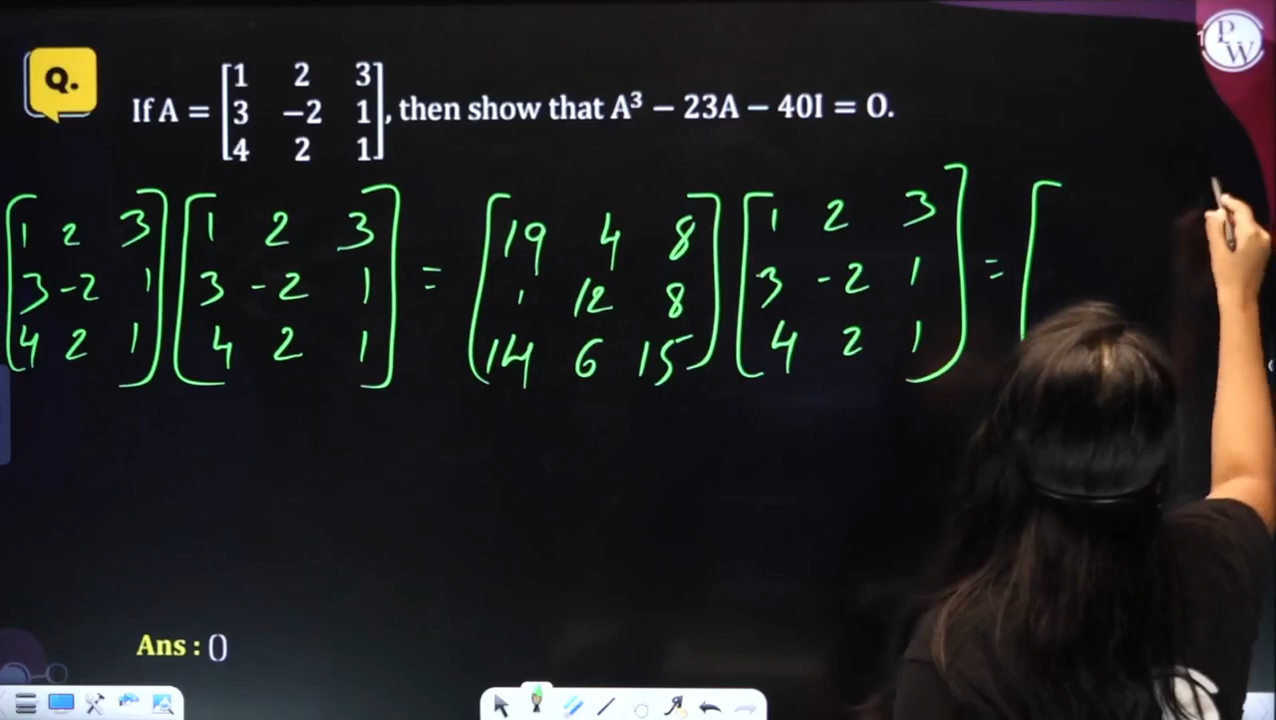 Q.
If A = [1 2 3
3 −2 1
4 2 1], then show that A³ − 23A − 40I = O.
PW
[1 2 3] [1 2 3] = [19 4 8] [1 2 3] = [
[3 -2 1] [3 -2 1] [1 12 8] [3 -2 1]
[4 2 1] [4 2 1] [14 6 15] [4 2 1]
Ans : ()